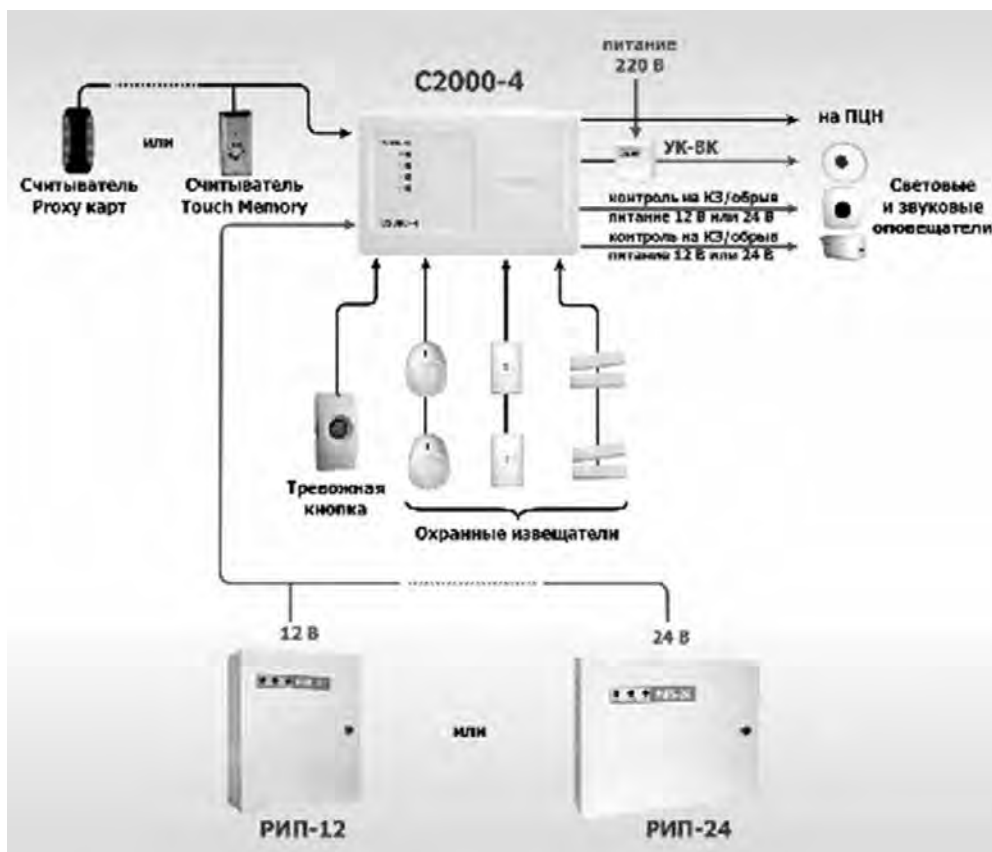 питание
220 В
С2000-4
на ПЦН
или
УК-ВК
Считыватель
Proxy карт
Считыватель
Touch Memory
контроль на КЗ/обрыв
питание 12 В или 24 В
контроль на КЗ/обрыв
питание 12 В или 24 В
Световые
и звуковые
оповещатели
Тревожная
кнопка
Охранные извещатели
12 В
24 В
или
РИП-12
РИП-24